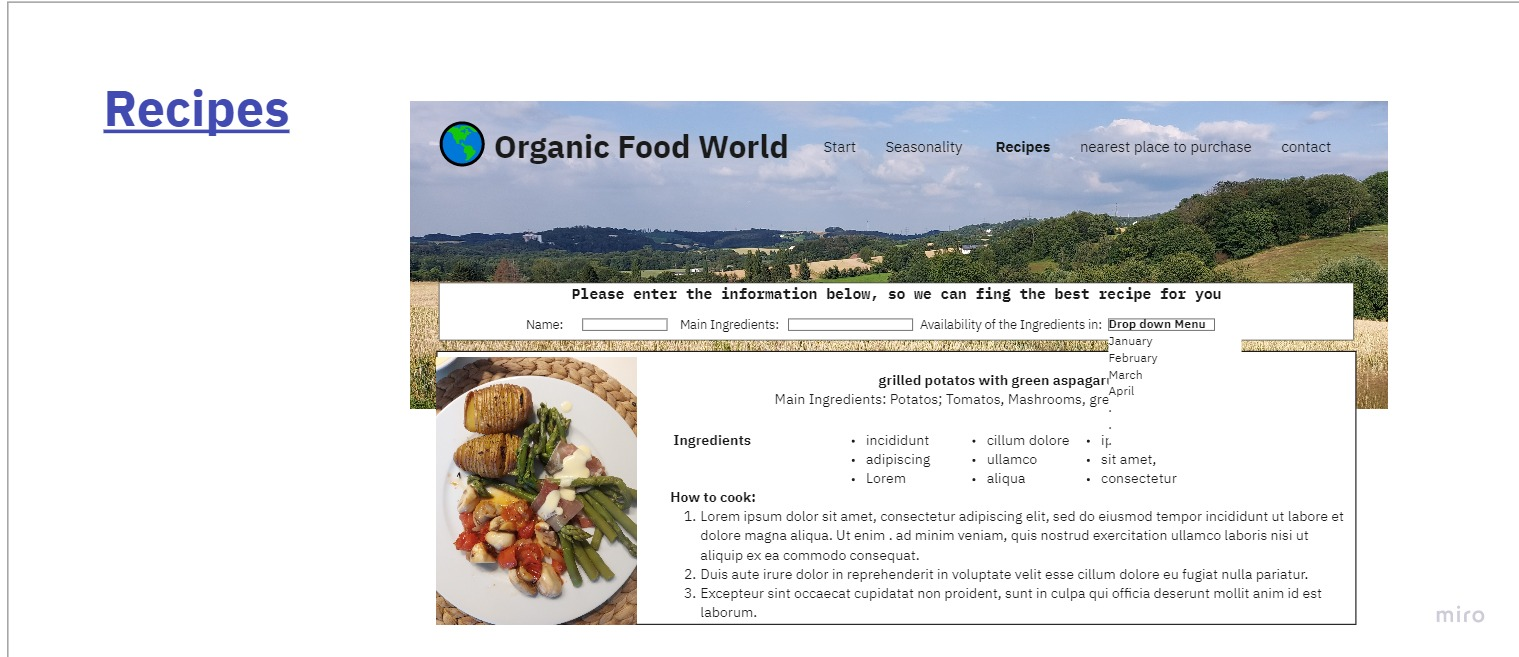 Recipes
Organic Food World Start Seasonality Recipes nearest place to purchase contact
Please enter the information below, so we can fing the best recipe for you
Name: Main Ingredients: Availability of the Ingredients in: Drop down Menu
January
February
March
April
.
.
grilled potatos with green
Main Ingredients: Potatos; Tomatos, Mashrooms,
Ingredients
• incididunt • cillum dolore •
• adipiscing • ullamco • sit amet,
• Lorem • aliqua • consectetur
How to cook:
1. Lorem ipsum dolor sit amet, consectetur adipiscing elit, sed do eiusmod tempor incididunt ut labore et
dolore magna aliqua. Ut enim . ad minim veniam, quis nostrud exercitation ullamco laboris nisi ut
aliquip ex ea commodo consequat.
2. Duis aute irure dolor in reprehenderit in voluptate velit esse cillum dolore eu fugiat nulla pariatur.
3. Excepteur sint occaecat cupidatat non proident, sunt in culpa qui officia deserunt mollit anim id est
laborum.
miro